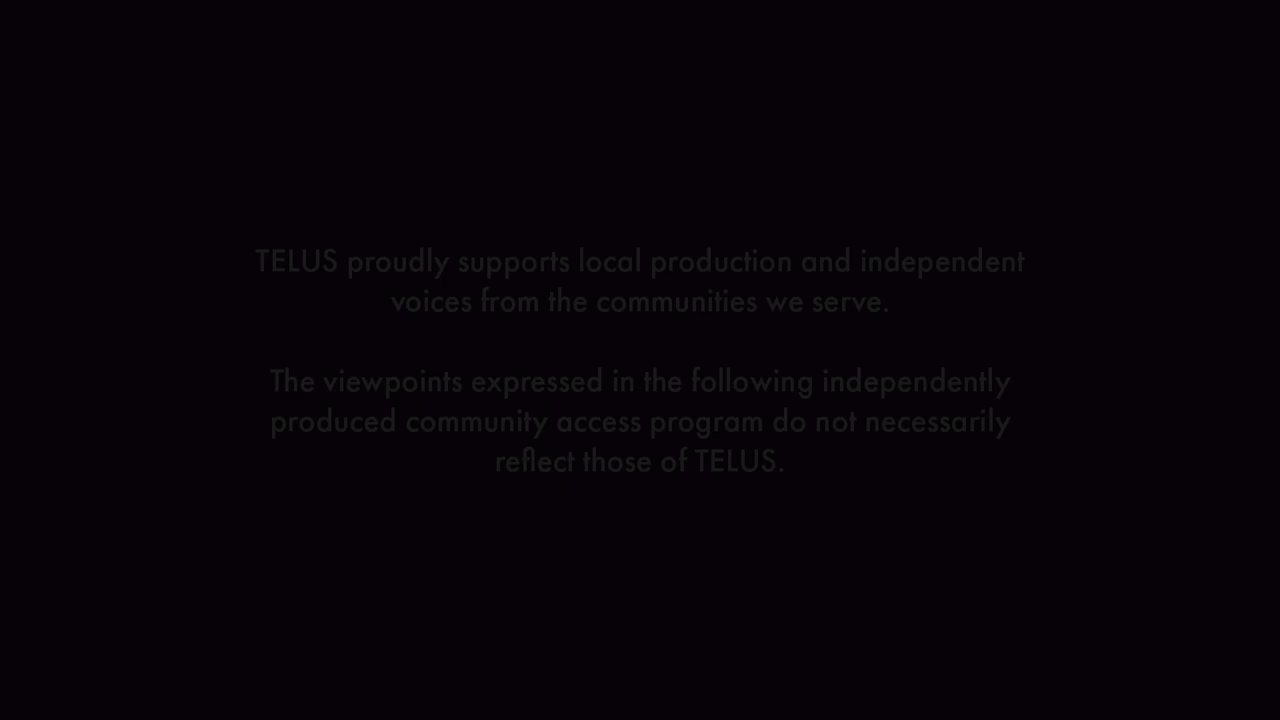 TELUS proudly supports local production and independent
voices from the communities we serve.
The viewpoints expressed in the following independently
produced community access program do not necessarily
reflect those of TELUS.